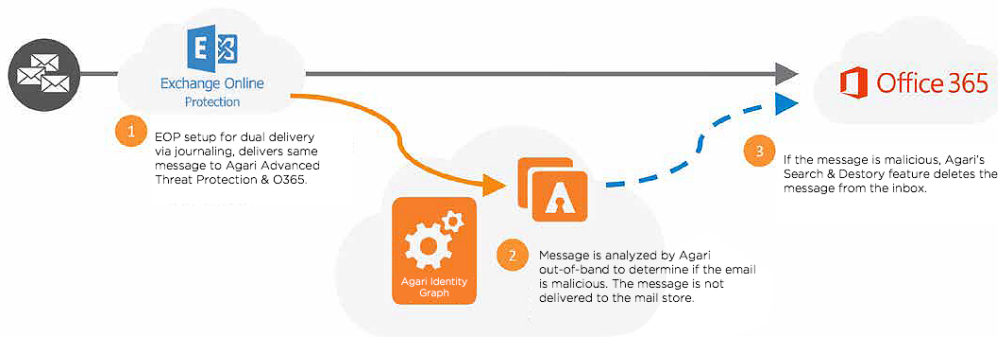 E
Exchange Online
Protection
Office 365
1
EOP setup for dual delivery
via journaling, delivers same
message to Agari Advanced
Threat Protection & O365.
3
If the message is malicious, Agari's
Search & Destory feature deletes the
message from the inbox.
Agari Identity
Graph
2
Message is analyzed by Agari
out-of-band to determine if the email
is malicious. The message is not
delivered to the mail store.